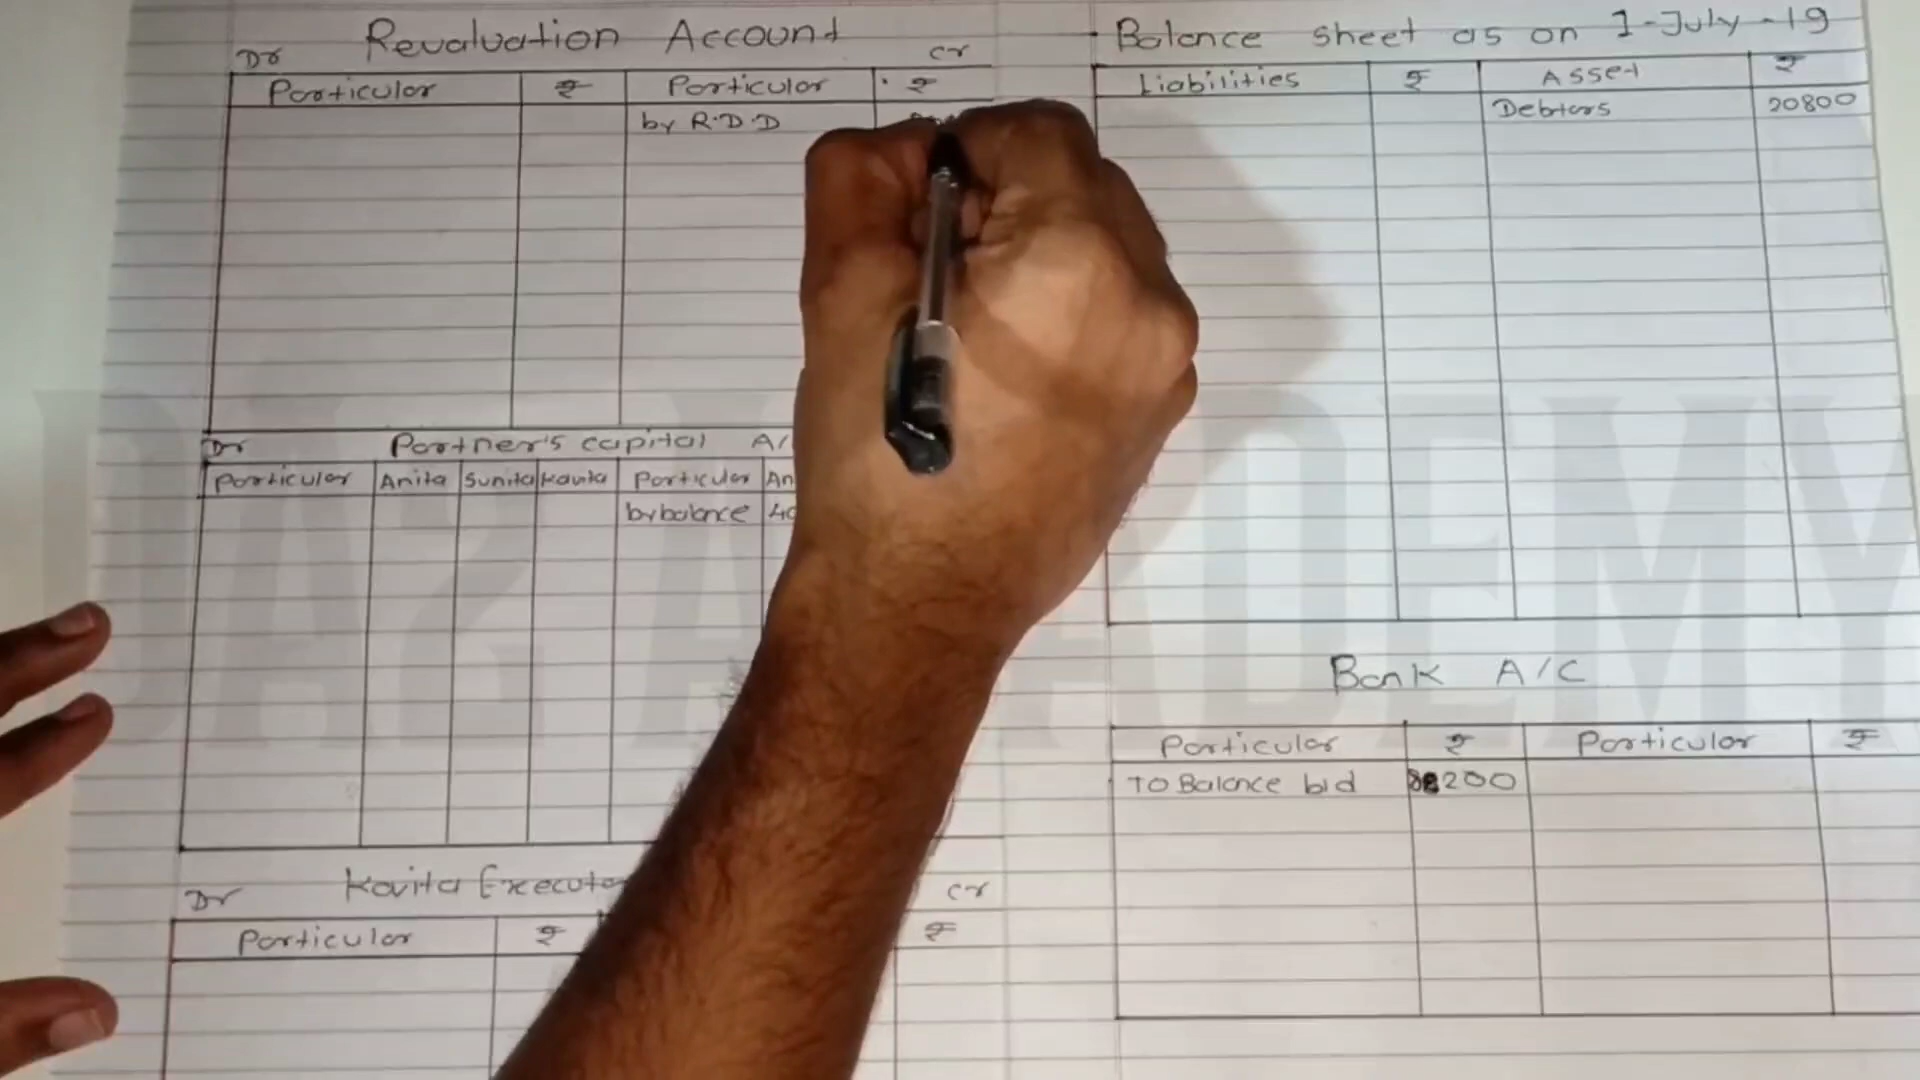 Dr Revaluation Account Cr
Particular ₹ Particular ₹
by R.D.D
Dr Partner's capital A/
Particular Anita Sunita Kavita Particular An
by balance 40
Dr Kavita Executo Cr
Particular ₹ ₹
Balance sheet as on 1-July-19
Liabilities ₹ Asset ₹
Debtors 20800
Bank A/C
Particular ₹ Particular ₹
To Balance b/d 200